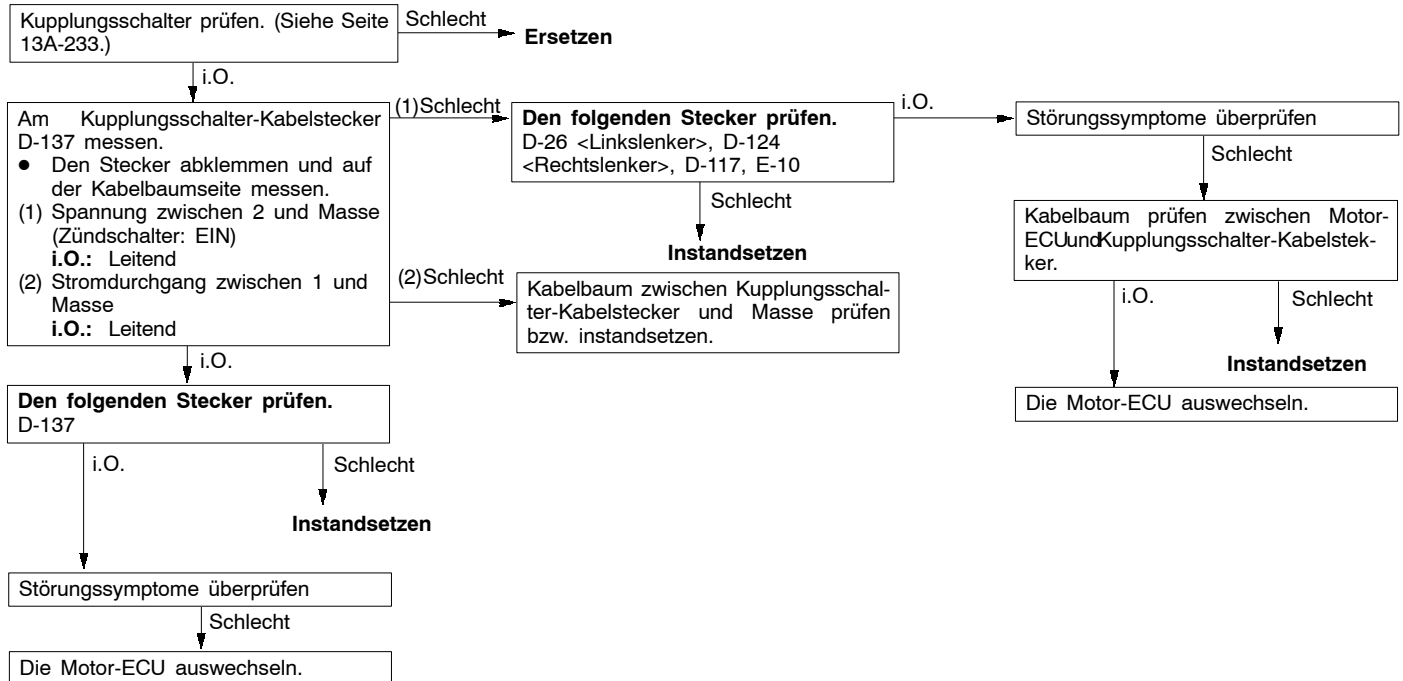 Kupplungsschalter prüfen. (Siehe Seite
13A-233.)
Schlecht
Ersetzen
i.O.
Am Kupplungsschalter-Kabelstecker
D-137 messen.
● Den Stecker abklemmen und auf
der Kabelbaumseite messen.
(1) Spannung zwischen 2 und Masse
(Zündschalter: EIN)
i.O.: Leitend
(2) Stromdurchgang zwischen 1 und
Masse
i.O.: Leitend
(1)Schlecht
Den folgenden Stecker prüfen.
D-26 <Linkslenker>, D-124
<Rechtslenker>, D-117, E-10
i.O.
Störungssymptome überprüfen
Schlecht
Kabelbaum prüfen zwischen Motor-
ECUundKupplungsschalter-Kabelstek-
ker.
i.O.
Schlecht
Instandsetzen
Die Motor-ECU auswechseln.
Schlecht
Instandsetzen
(2)Schlecht
Kabelbaum zwischen Kupplungsschal-
ter-Kabelstecker und Masse prüfen
bzw. instandsetzen.
i.O.
Den folgenden Stecker prüfen.
D-137
i.O.
Schlecht
Instandsetzen
Störungssymptome überprüfen
Schlecht
Die Motor-ECU auswechseln.